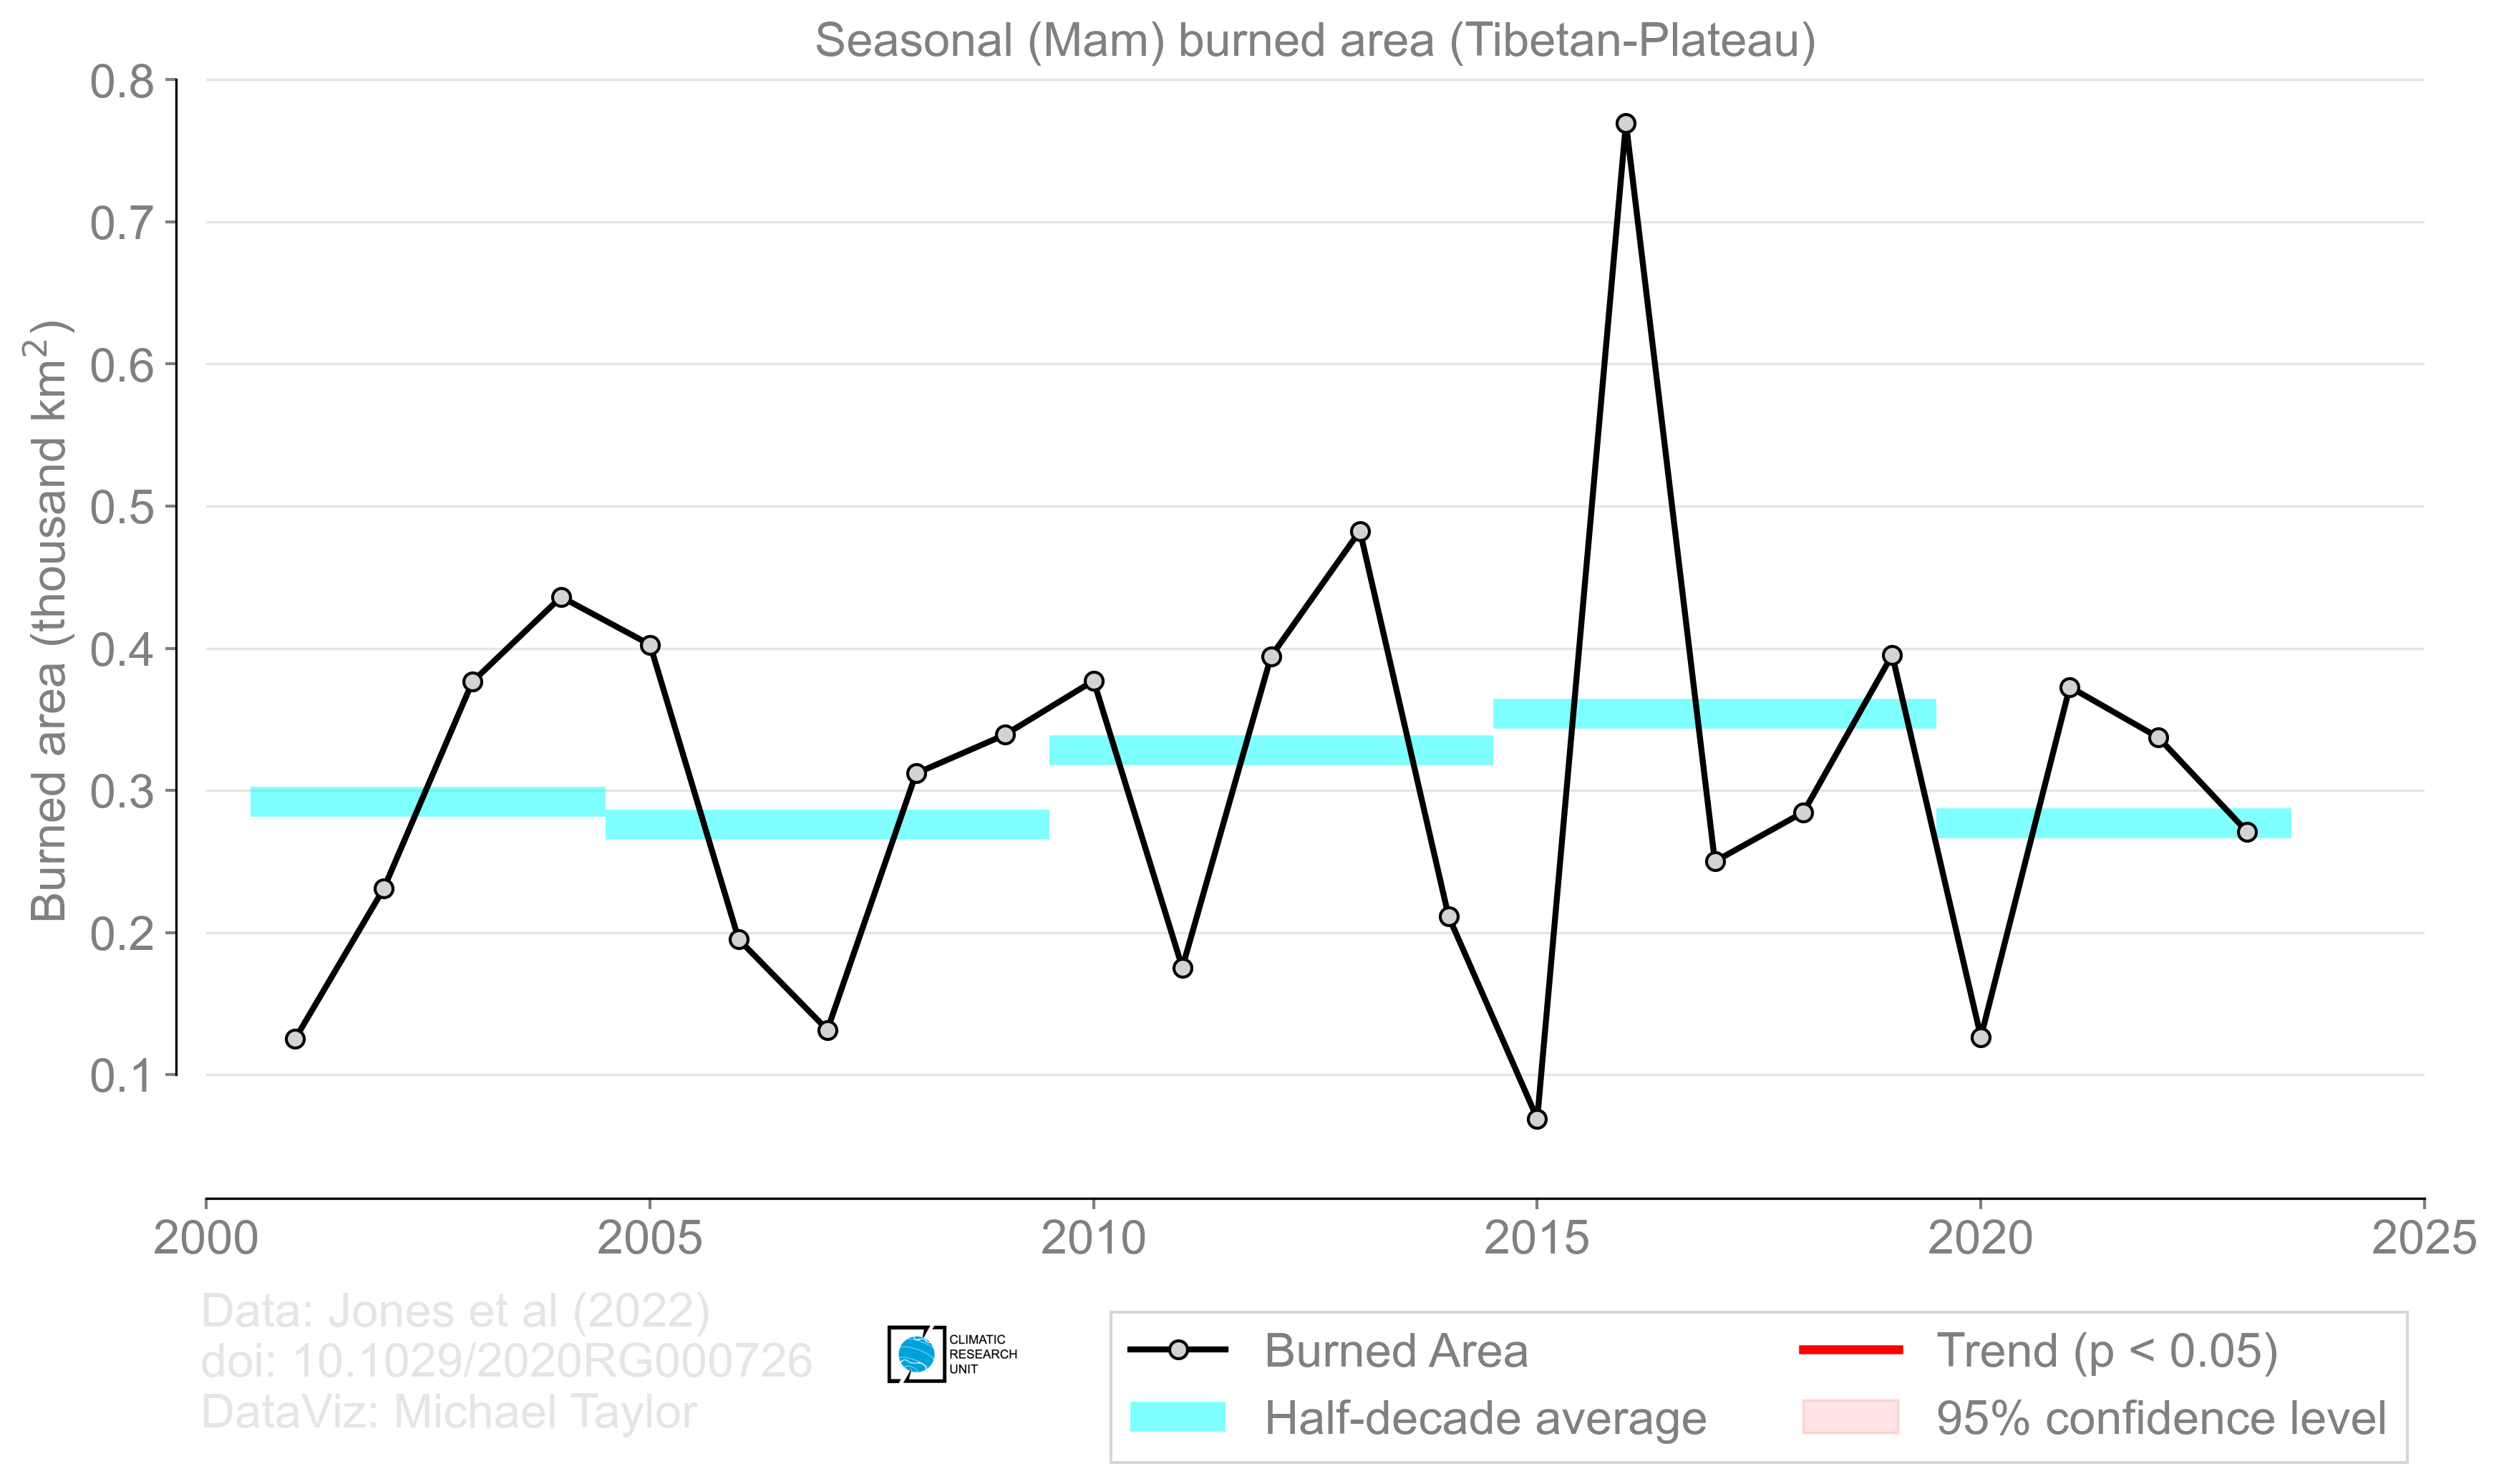 Seasonal (Mam) burned area (Tibetan-Plateau)
Burned area (thousand km²)
0.8
0.7
0.6
0.5
0.4
0.3
0.2
0.1
2000 2005 2010 2015 2020 2025
Data: Jones et al (2022)
doi: 10.1029/2020RG000726
DataViz: Michael Taylor
CLIMATIC
RESEARCH
UNIT
Burned Area
Half-decade average
Trend (p < 0.05)
95% confidence level